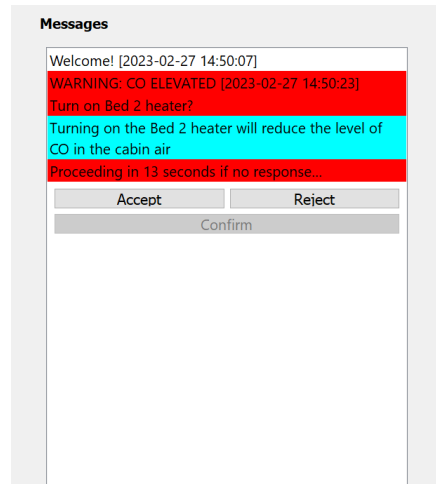 Messages
Welcome! [2023-02-27 14:50:07]
WARNING: CO ELEVATED [2023-02-27 14:50:23]
Turn on Bed 2 heater?
Turning on the Bed 2 heater will reduce the level of
CO in the cabin air
Proceeding in 13 seconds if no response...
Accept Reject
Confirm